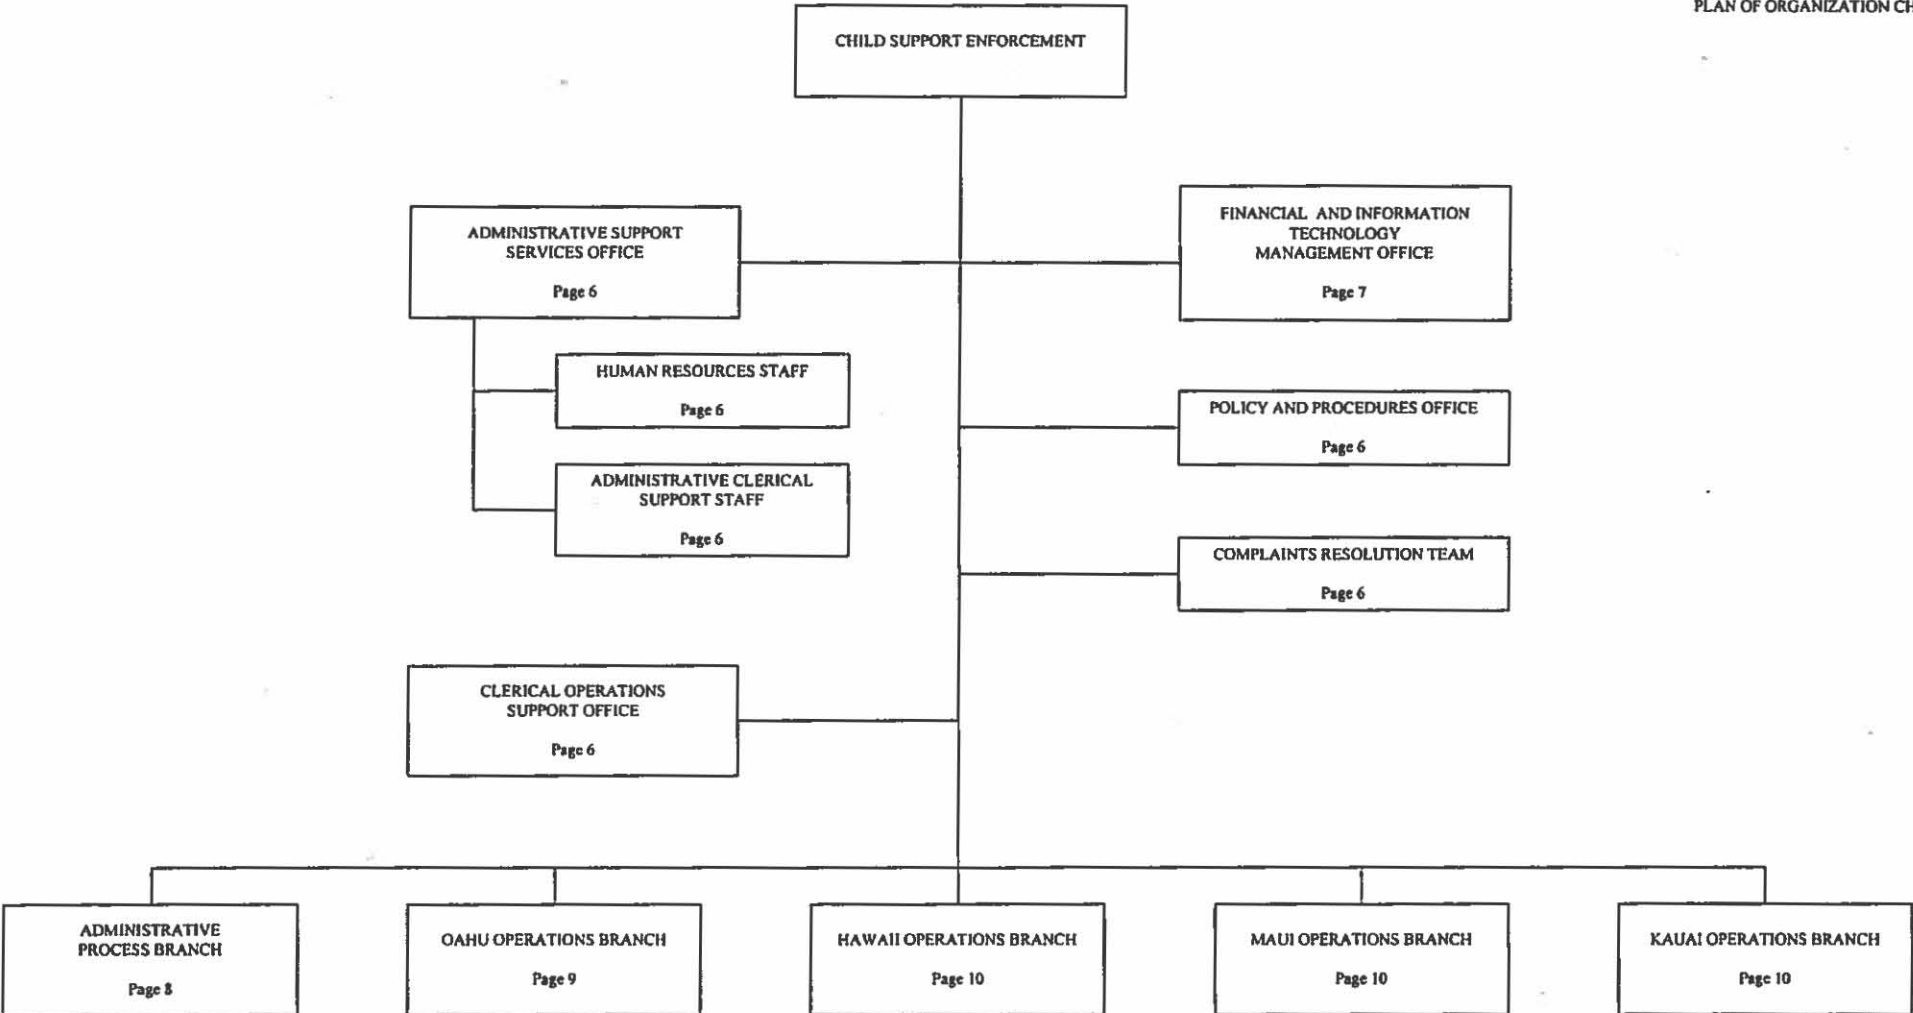 PLAN OF ORGANIZATION CH
CHILD SUPPORT ENFORCEMENT
ADMINISTRATIVE SUPPORT
SERVICES OFFICE
Page 6
FINANCIAL AND INFORMATION
TECHNOLOGY
MANAGEMENT OFFICE
Page 7
HUMAN RESOURCES STAFF
Page 6
ADMINISTRATIVE CLERICAL
SUPPORT STAFF
Page 6
POLICY AND PROCEDURES OFFICE
Page 6
COMPLAINTS RESOLUTION TEAM
Page 6
CLERICAL OPERATIONS
SUPPORT OFFICE
Page 6
ADMINISTRATIVE
PROCESS BRANCH
Page 8
OAHU OPERATIONS BRANCH
Page 9
HAWAII OPERATIONS BRANCH
Page 10
MAUI OPERATIONS BRANCH
Page 10
KAUAI OPERATIONS BRANCH
Page 10